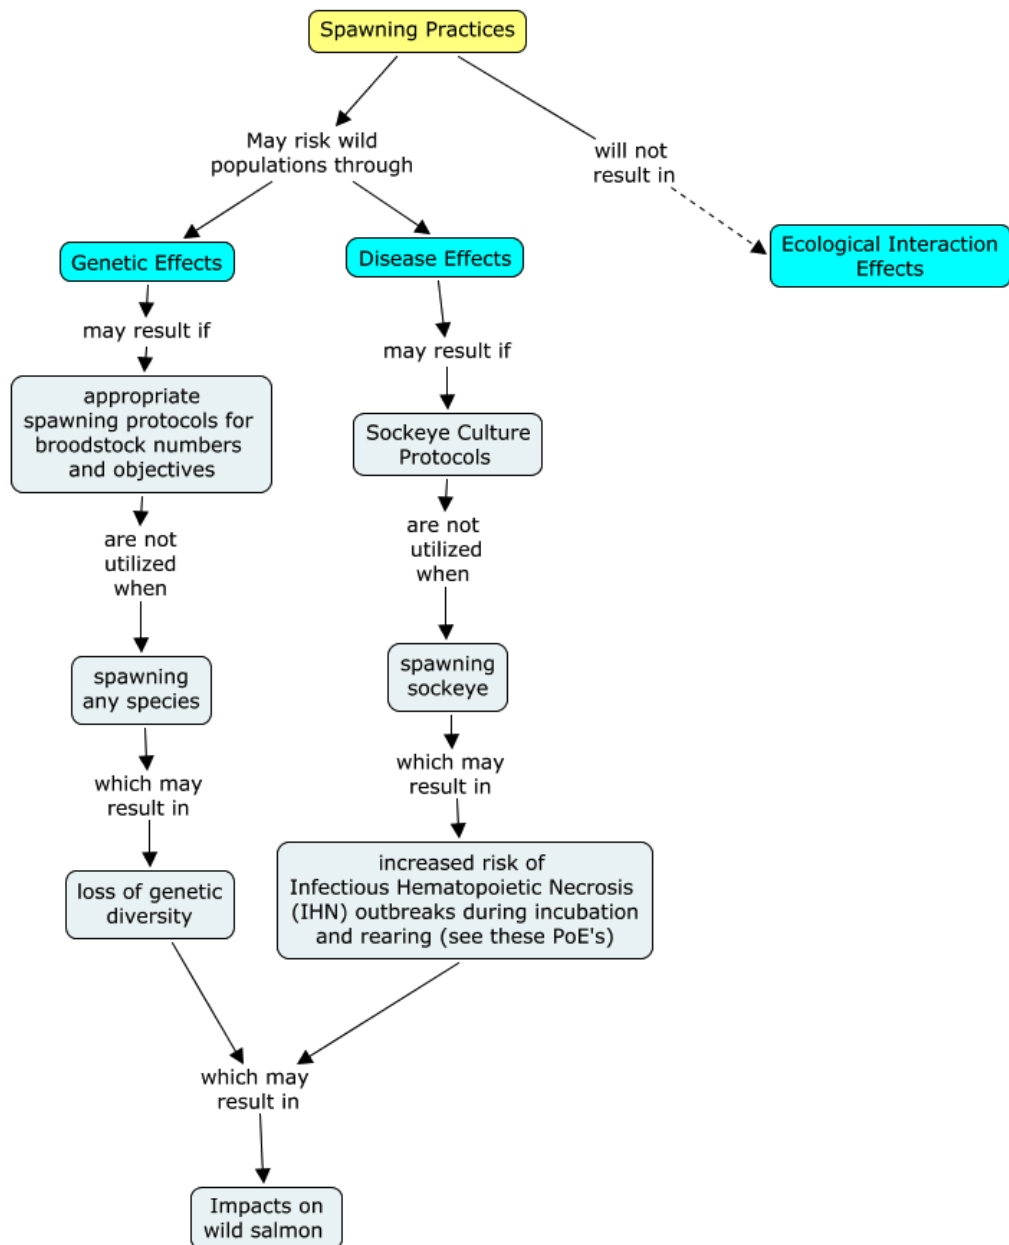 Spawning Practices
May risk wild
populations through
will not
result in
Genetic Effects
Disease Effects
Ecological Interaction
Effects
may result if
may result if
appropriate
spawning protocols for
broodstock numbers
and objectives
Sockeye Culture
Protocols
are not
utilized
when
are not
utilized
when
spawning
any species
spawning
sockeye
which may
result in
which may
result in
loss of genetic
diversity
increased risk of
Infectious Hematopoietic Necrosis
(IHN) outbreaks during incubation
and rearing (see these PoE's)
which may
result in
Impacts on
wild salmon